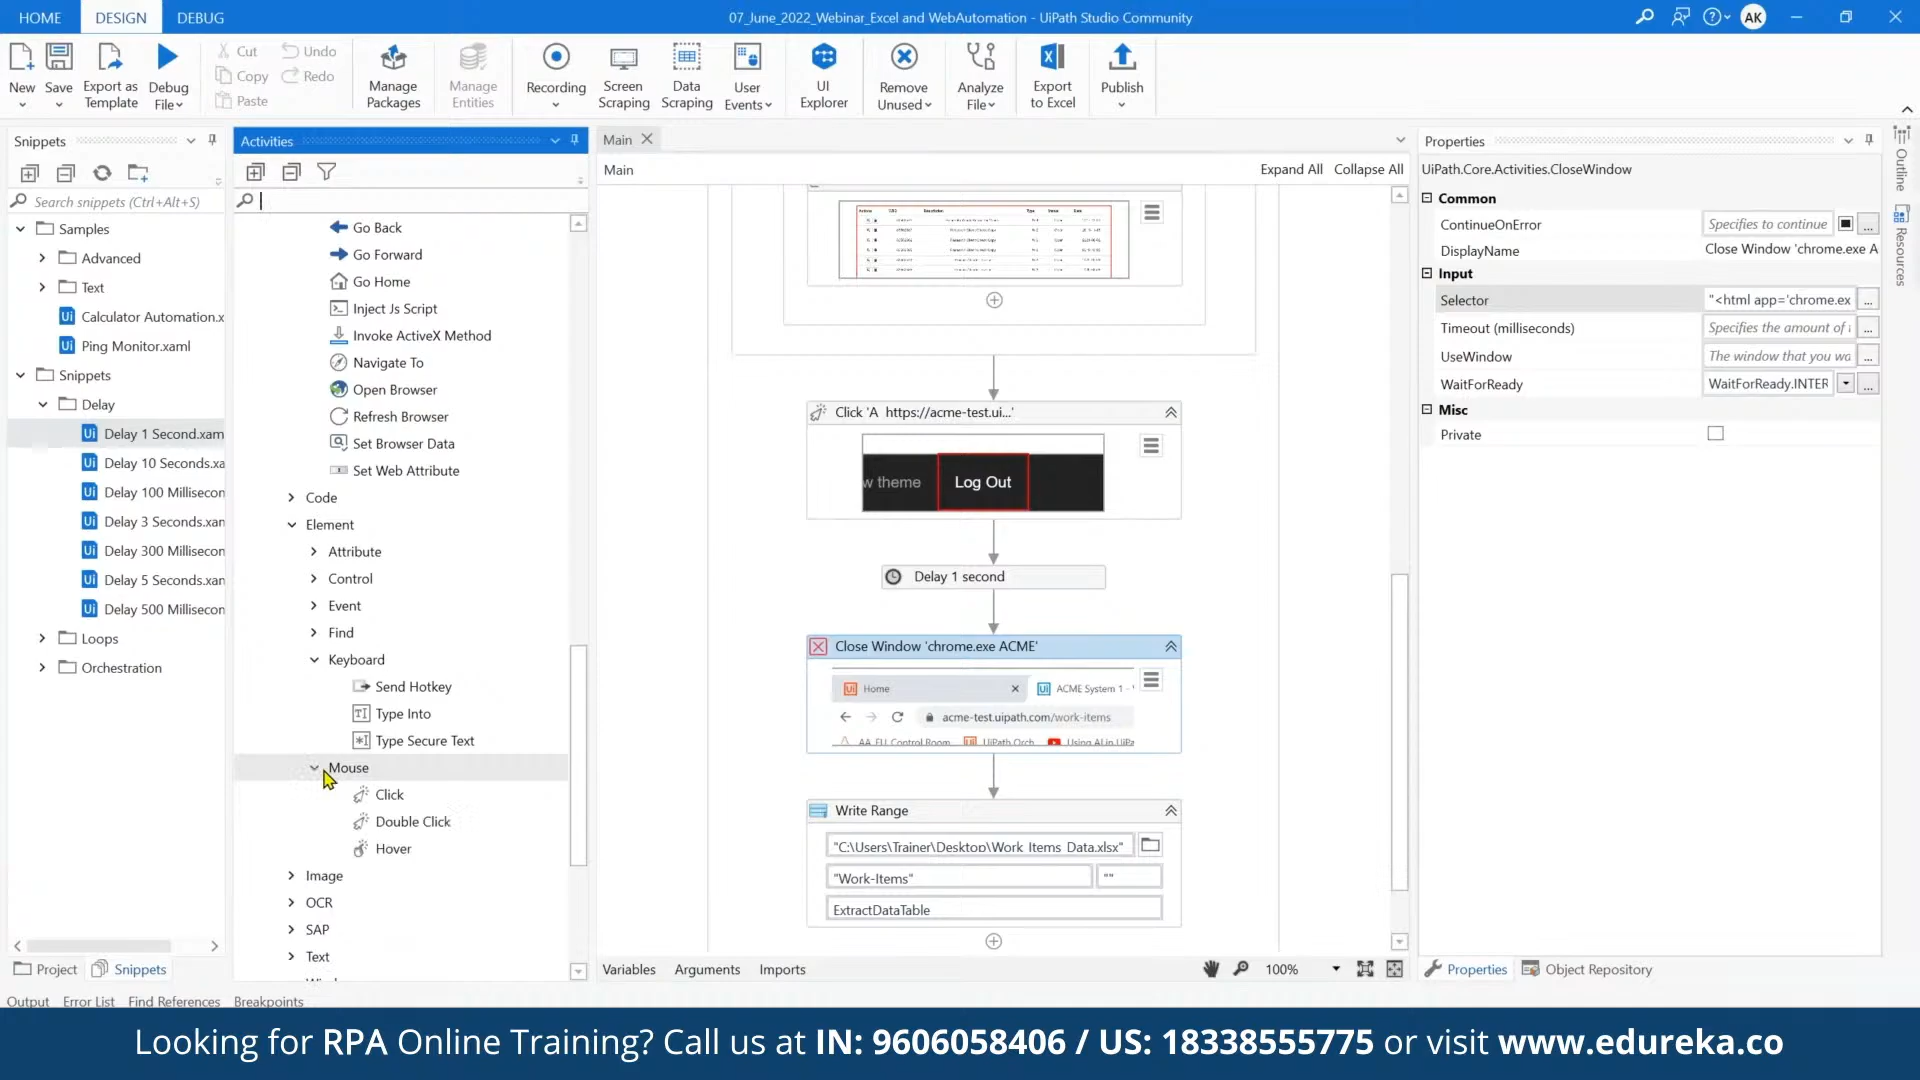 HOME DESIGN DEBUG
07_June_2022_Webinar_Excel and WebAutomation - UiPath Studio Community
AK
New
Save
Export as Template
Debug File
Cut
Copy
Paste
Undo
Redo
Manage Packages
Manage Entities
Recording
Screen Scraping
Data Scraping
User Events
UI Explorer
Remove Unused
Analyze File
Export to Excel
Publish
Snippets
Search snippets (Ctrl+Alt+S)
Samples
Advanced
Text
Calculator Automation.x
Ping Monitor.xaml
Snippets
Delay
Delay 1 Second.xam
Delay 10 Seconds.xa
Delay 100 Millisecon
Delay 3 Seconds.xan
Delay 300 Millisecon
Delay 5 Seconds.xan
Delay 500 Millisecon
Loops
Orchestration
Project Snippets
Activities
Go Back
Go Forward
Go Home
Inject Js Script
Invoke ActiveX Method
Navigate To
Open Browser
Refresh Browser
Set Browser Data
Set Web Attribute
Code
Element
Attribute
Control
Event
Find
Keyboard
Send Hotkey
Type Into
Type Secure Text
Mouse
Click
Double Click
Hover
Image
OCR
SAP
Text
Main
Main Expand All Collapse All
Click 'A https://acme-test.ui...'
w theme Log Out
Delay 1 second
Close Window 'chrome.exe ACME'
Home ACME System 1 -
acme-test.uipath.com/work-items
AA_EU_Control Room... UiPath Orch... Using AI in UiPa
Write Range
"C:\Users\Trainer\Desktop\Work Items Data.xlsx"
"Work-Items" ""
ExtractDataTable
Variables Arguments Imports 100%
Properties
UiPath.Core.Activities.CloseWindow
Common
ContinueOnError Specifies to continue ...
DisplayName Close Window 'chrome.exe A
Input
Selector "<html app='chrome.ex ...
Timeout (milliseconds) Specifies the amount of ...
UseWindow The window that you wa ...
WaitForReady WaitForReady.INTER ...
Misc
Private
Properties Object Repository
Outline
Resources
Output Error List Find References Breakpoints
Looking for RPA Online Training? Call us at IN: 9606058406 / US: 18338555775 or visit www.edureka.co